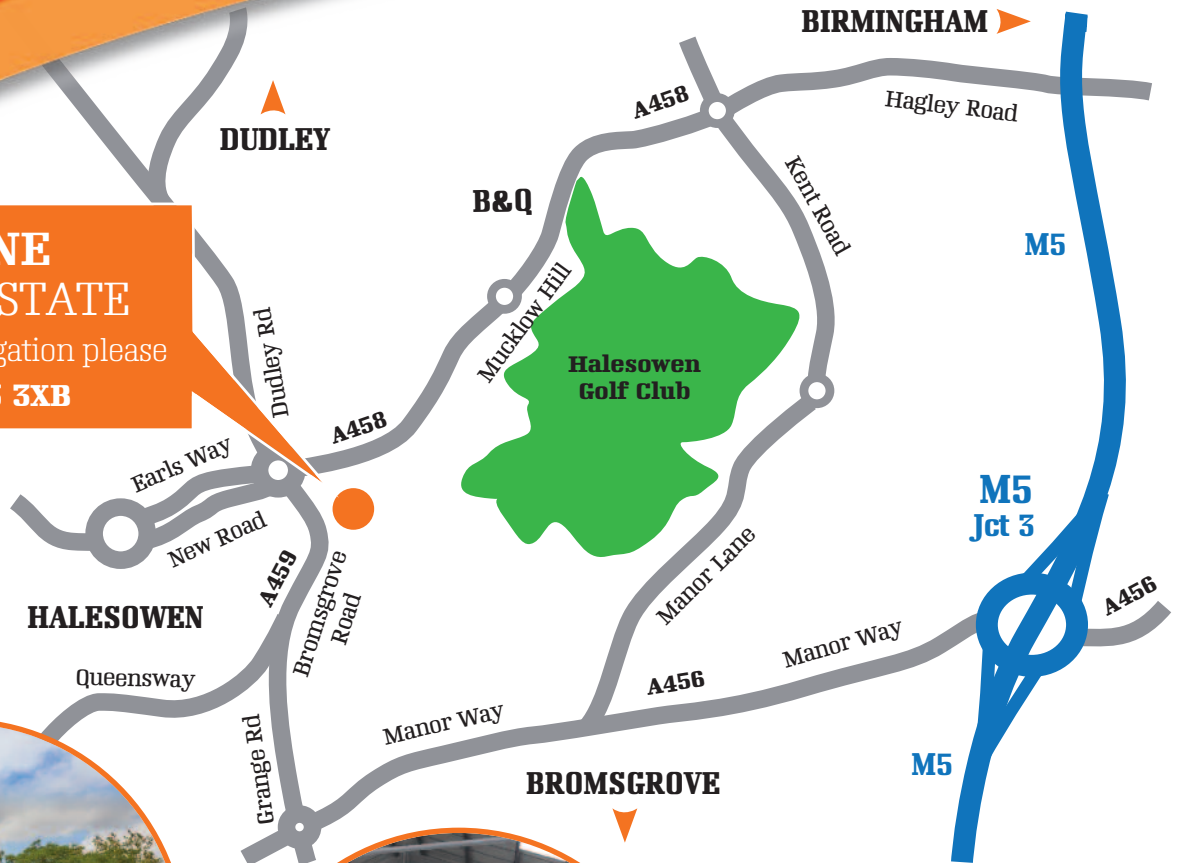 BIRMINGHAM
A458
Hagley Road
DUDLEY
Kent Road
B&Q
M5
NE
STATE
gation please
3XB
Dudley Rd
Mucklow Hill
Halesowen
Golf Club
A458
Earls Way
M5
Jct 3
New Road
A459
Bromsgrove
Road
Manor Lane
A456
HALESOWEN
Manor Way
Queensway
A456
Manor Way
Grange Rd
M5
BROMSGROVE